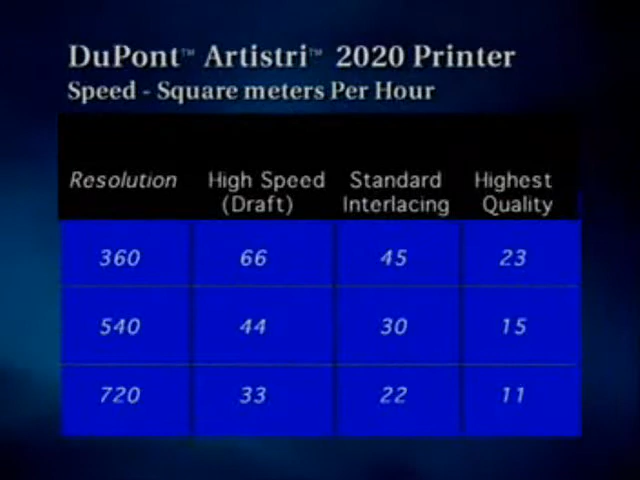 DuPont™ Artistri™ 2020 Printer
Speed - Square meters Per Hour
Resolution High Speed (Draft) Standard Interlacing Highest Quality
360 66 45 23
540 44 30 15
720 33 22 11